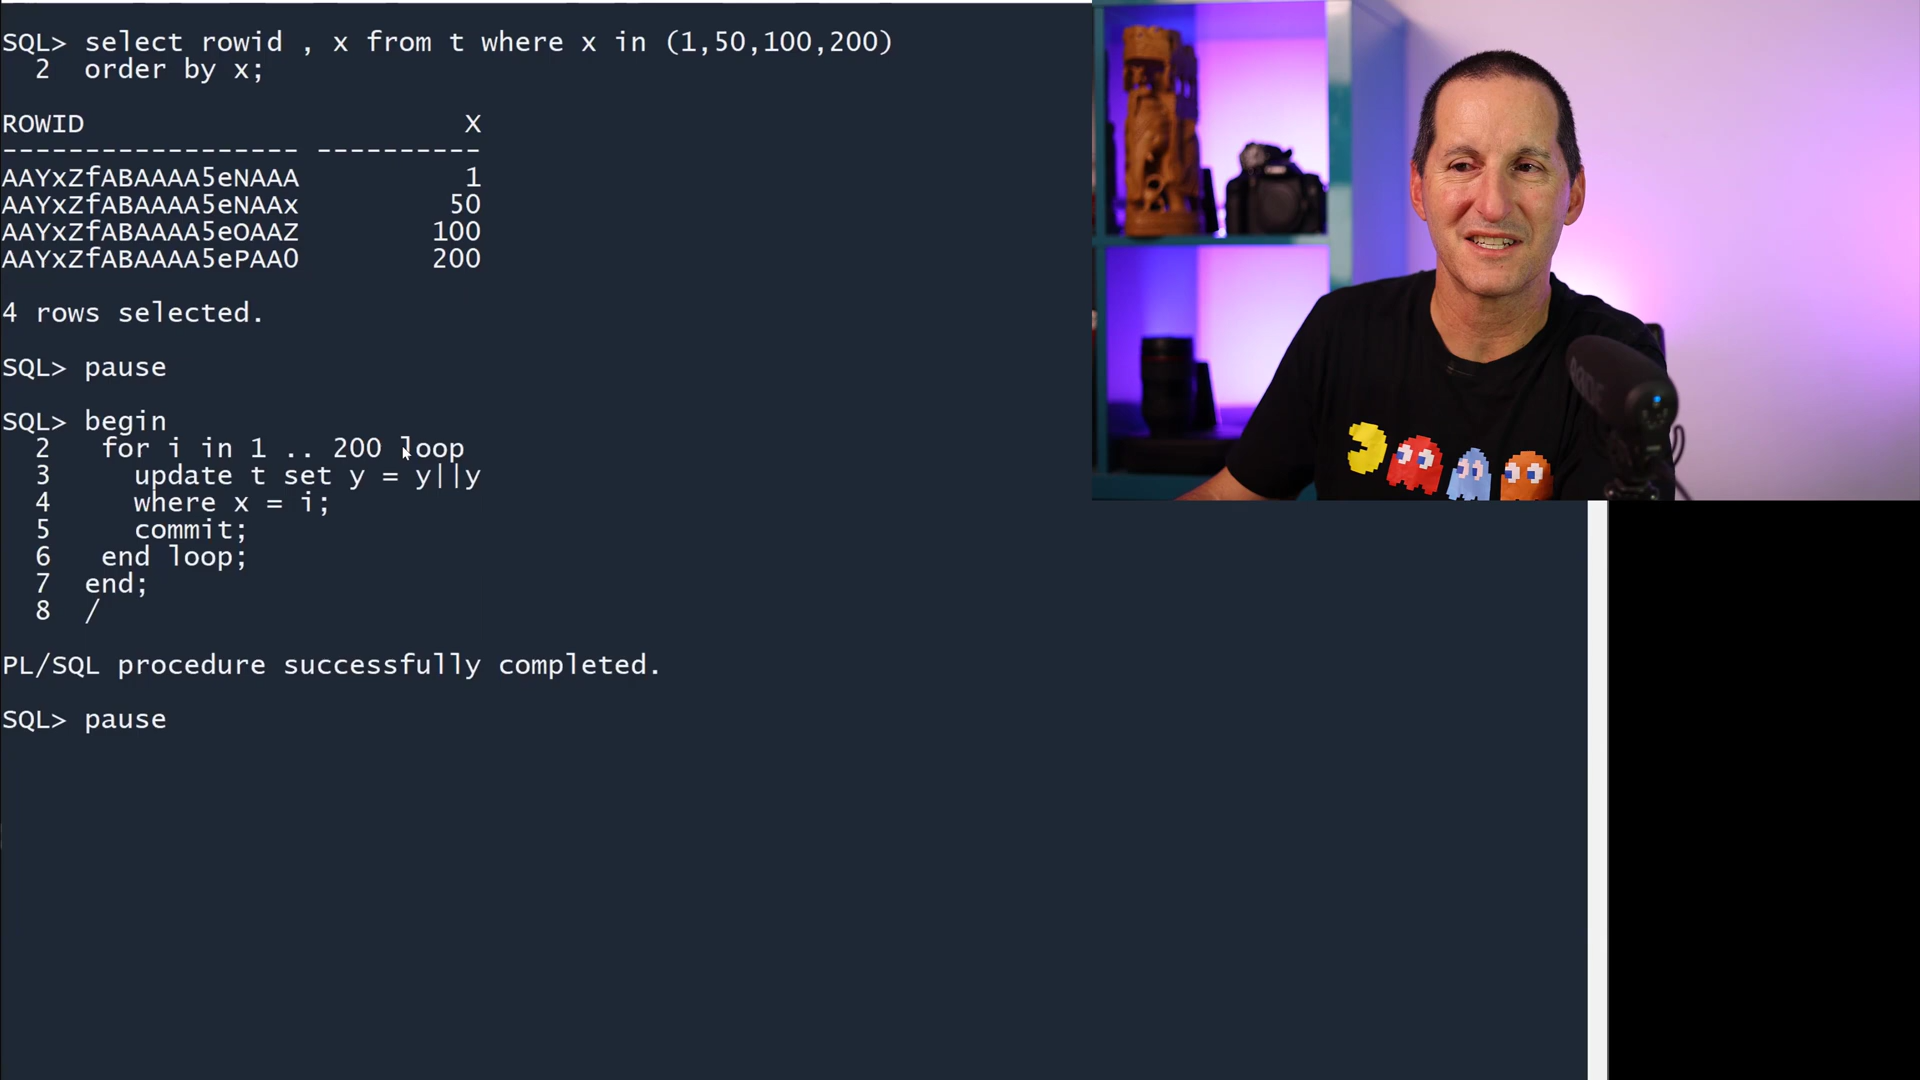 SQL> select rowid , x from t where x in (1,50,100,200)
  2  order by x;
ROWID                       X
------------------ ----------
AAYxZfABAAAA5eNAAA          1
AAYxZfABAAAA5eNAAx         50
AAYxZfABAAAA5eOAAZ        100
AAYxZfABAAAA5ePAA0        200
4 rows selected.
SQL> pause
SQL> begin
  2   for i in 1 .. 200 loop
  3     update t set y = y||y
  4     where x = i;
  5     commit;
  6   end loop;
  7  end;
  8  /
PL/SQL procedure successfully completed.
SQL> pause